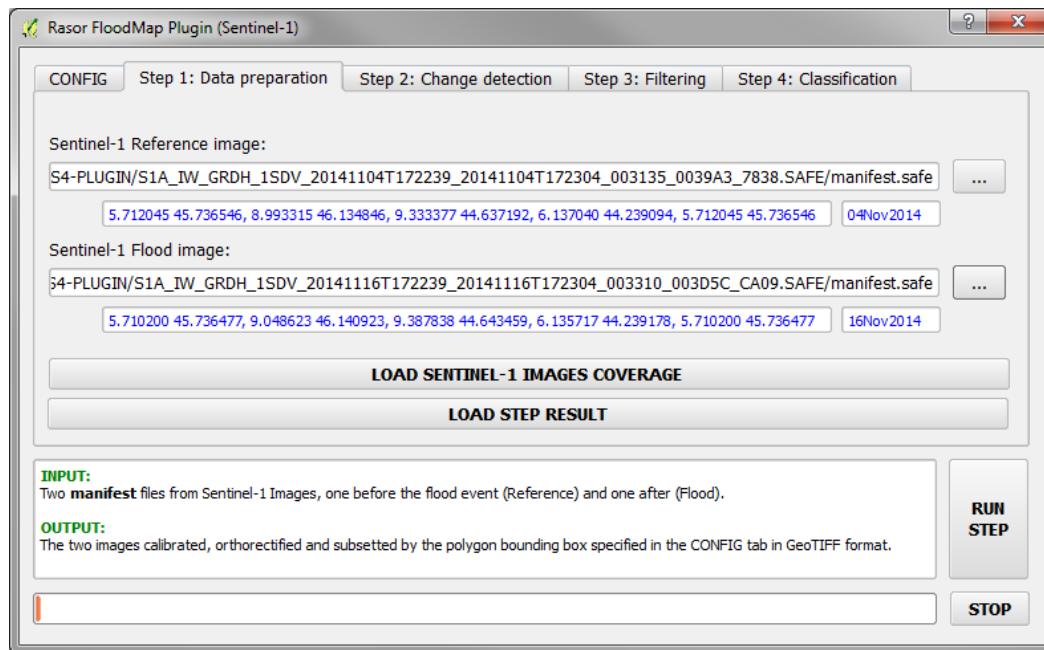 Rasor FloodMap Plugin (Sentinel-1)
?
CONFIG Step 1: Data preparation Step 2: Change detection Step 3: Filtering Step 4: Classification
Sentinel-1 Reference image:
S4-PLUGIN/S1A_IW_GRDH_1SDV_20141104T172239_20141104T172304_003135_0039A3_7838.SAFE/manifest.safe ...
5.712045 45.736546, 8.993315 46.134846, 9.333377 44.637192, 6.137040 44.239094, 5.712045 45.736546 04Nov2014
Sentinel-1 Flood image:
S4-PLUGIN/S1A_IW_GRDH_1SDV_20141116T172239_20141116T172304_003310_003D5C_CA09.SAFE/manifest.safe ...
5.710200 45.736477, 9.048623 46.140923, 9.387838 44.643459, 6.135717 44.239178, 5.710200 45.736477 16Nov2014
LOAD SENTINEL-1 IMAGES COVERAGE
LOAD STEP RESULT
INPUT:
Two manifest files from Sentinel-1 Images, one before the flood event (Reference) and one after (Flood).
OUTPUT:
The two images calibrated, orthorectified and subsetted by the polygon bounding box specified in the CONFIG tab in GeoTIFF format.
RUN
STEP
STOP